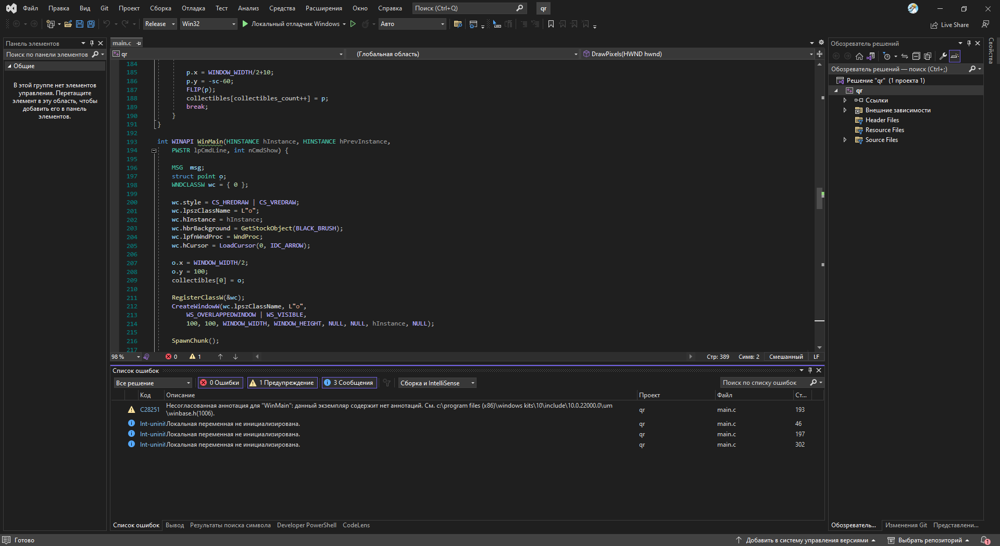 Файл Правка Вид Git Проект Сборка Отладка Тест Анализ Средства Расширения Окно Справка Поиск (Ctrl+Q) qr
Release Win32 Локальный отладчик Windows Авто Live Share
Панель элементов
Поиск по панели элементов
Общие
В этой группе нет элементов
управления. Перетащите
элемент в эту область, чтобы
добавить его в панель
элементов.
main.c
qr (Глобальная область) DrawPixels(HWND hwnd)
184
185 p.x = WINDOW_WIDTH/2+10;
186 p.y = -sc-60;
187 FLIP(p);
188 collectibles[collectibles_count++] = p;
189 break;
190 }
191 }
192
193 int WINAPI WinMain(HINSTANCE hInstance, HINSTANCE hPrevInstance,
194 PWSTR lpCmdLine, int nCmdShow) {
195
196 MSG  msg;
197 struct point o;
198 WNDCLASSW wc = { 0 };
199
200 wc.style = CS_HREDRAW | CS_VREDRAW;
201 wc.lpszClassName = L"o";
202 wc.hInstance = hInstance;
203 wc.hbrBackground = GetStockObject(BLACK_BRUSH);
204 wc.lpfnWndProc = WndProc;
205 wc.hCursor = LoadCursor(0, IDC_ARROW);
206
207 o.x = WINDOW_WIDTH/2;
208 o.y = 100;
209 collectibles[0] = o;
210
211 RegisterClassW(&wc);
212 CreateWindowW(wc.lpszClassName, L"o",
213 WS_OVERLAPPEDWINDOW | WS_VISIBLE,
214 100, 100, WINDOW_WIDTH, WINDOW_HEIGHT, NULL, NULL, hInstance, NULL);
215
216 SpawnChunk();
217
98 % 0 1 Стр: 389 Симв: 2 Смешанный LF
Список ошибок
Все решение 0 Ошибки 1 Предупреждение 3 Сообщения Сборка и IntelliSense Поиск по списку ошибок
Код Описание Проект Файл Ст...
C28251 Несогласованная аннотация для "WinMain": данный экземпляр содержит нет аннотаций. См. c:\program files (x86)\windows kits\10\include\10.0.22000.0\um
\winbase.h(1006). qr main.c 193
Int-uninit Локальная переменная не инициализирована. qr main.c 46
Int-uninit Локальная переменная не инициализирована. qr main.c 197
Int-uninit Локальная переменная не инициализирована. qr main.c 302
Список ошибок Вывод Результаты поиска символа Developer PowerShell CodeLens
Обозреватель решений
Обозреватель решений — поиск (Ctrl+;)
Решение "qr" (1 проекта 1)
qr
Ссылки
Внешние зависимости
Header Files
Resource Files
Source Files
Обозреватель... Изменения Git Представлени...
Свойства
Готово Добавить в систему управления версиями Выбрать репозиторий 1